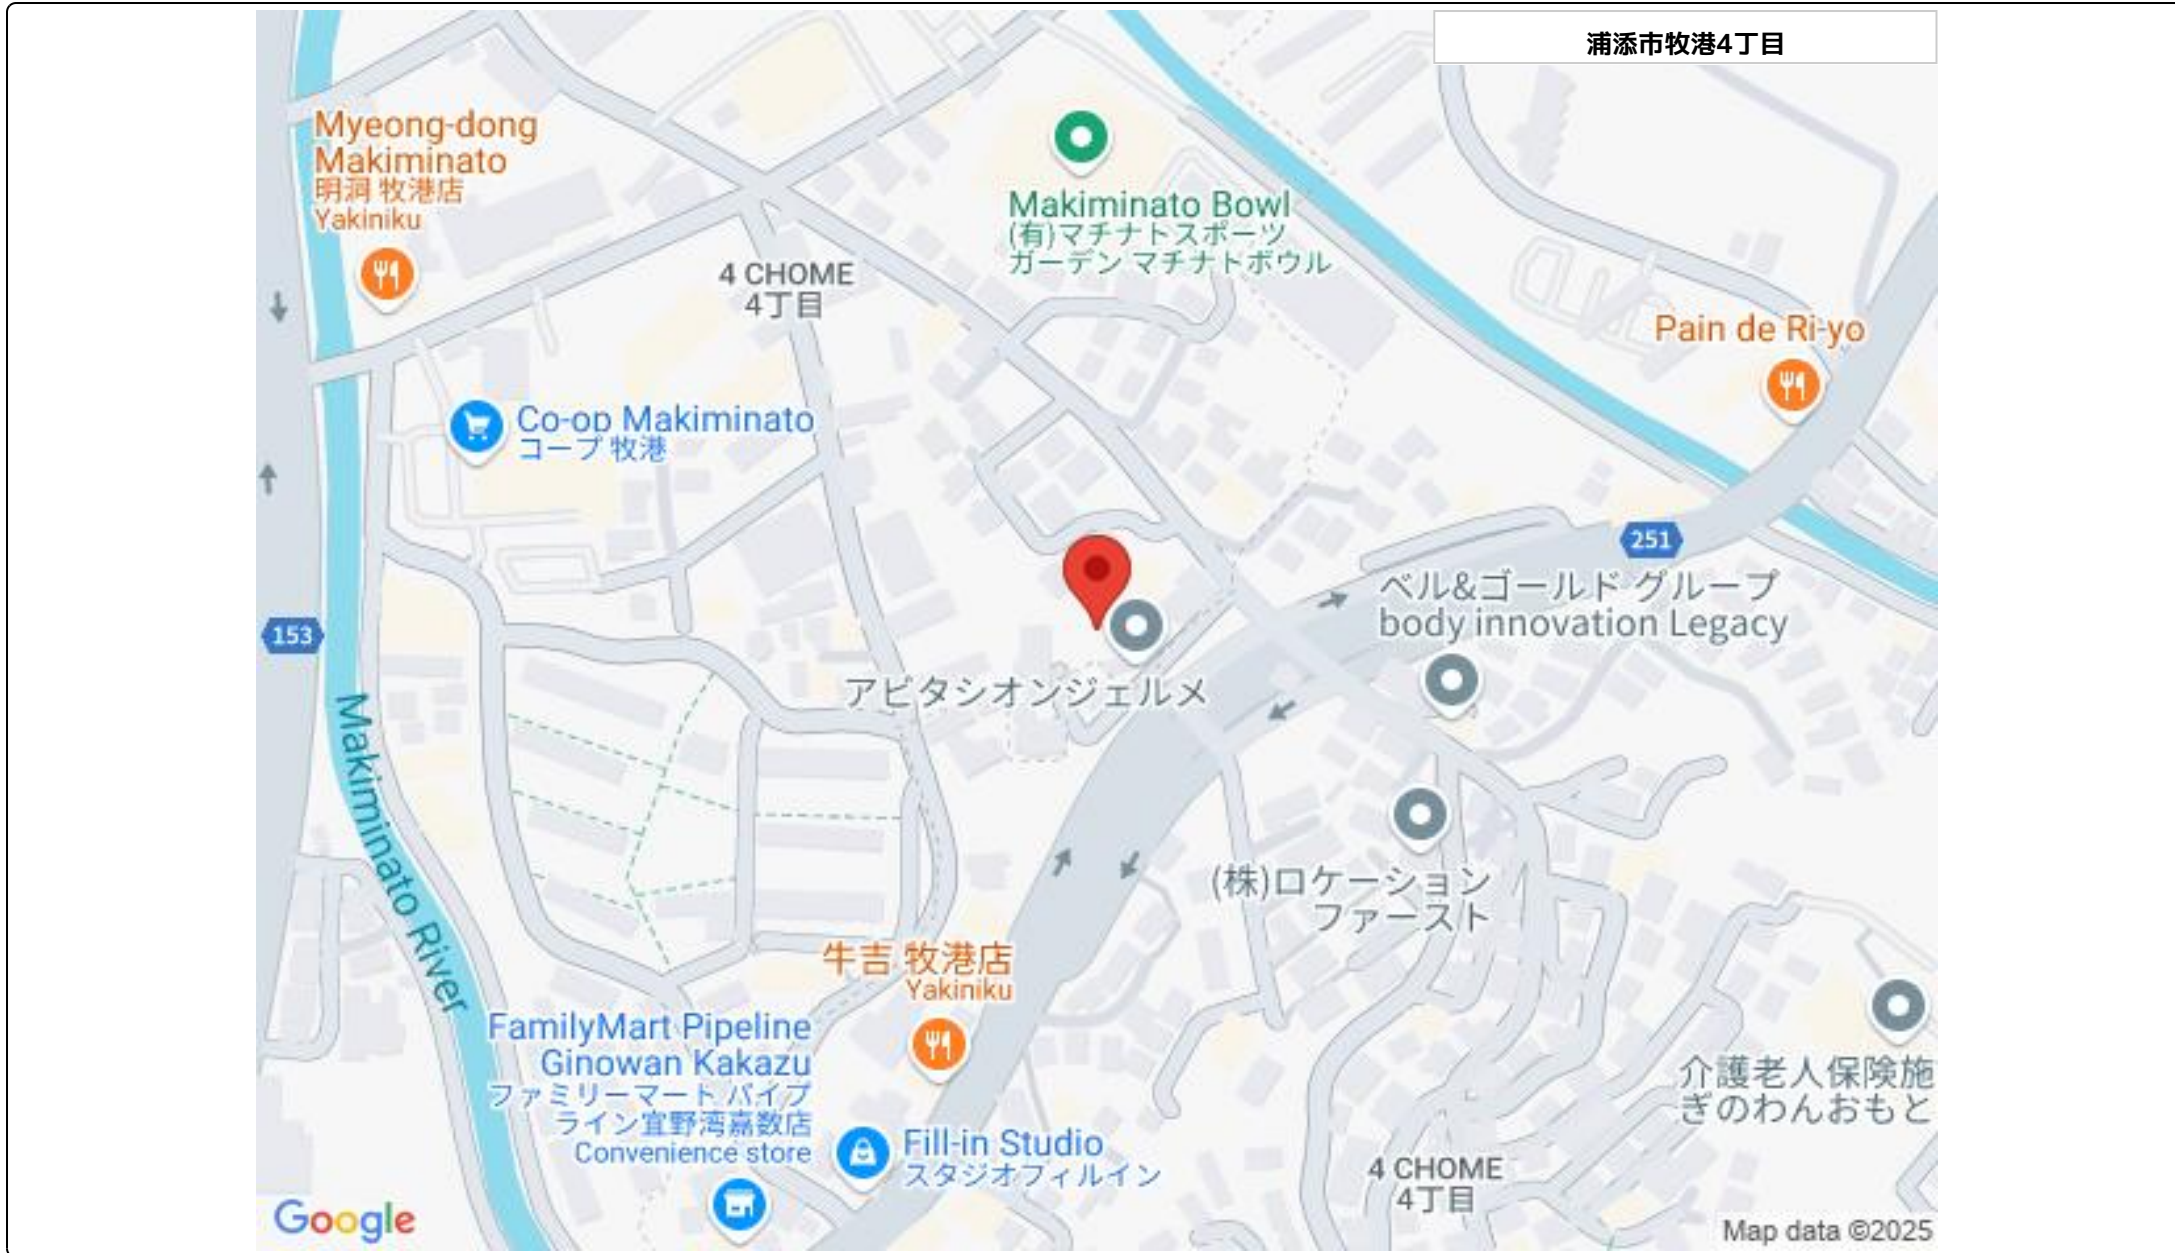 浦添市牧港4丁目
Myeong-dong
Makiminato
明洞 牧港店
Yakiniku
Makiminato Bowl
(有)マチナトスポーツ
ガーデン マチナトボウル
4 CHOME
4丁目
Pain de Ri-yo
Co-op Makiminato
コープ 牧港
251
ベル&ゴールド グループ
body innovation Legacy
153
アビタシオンジェルメ
Makiminato River
(株)ロケーション
ファースト
牛吉 牧港店
Yakiniku
FamilyMart Pipeline
Ginowan Kakazu
ファミリーマート パイプ
ライン宜野湾嘉数店
Convenience store
介護老人保険施
ぎのわんおもと
Fill-in Studio
スタジオフィルイン
4 CHOME
4丁目
Google
Map data ©2025